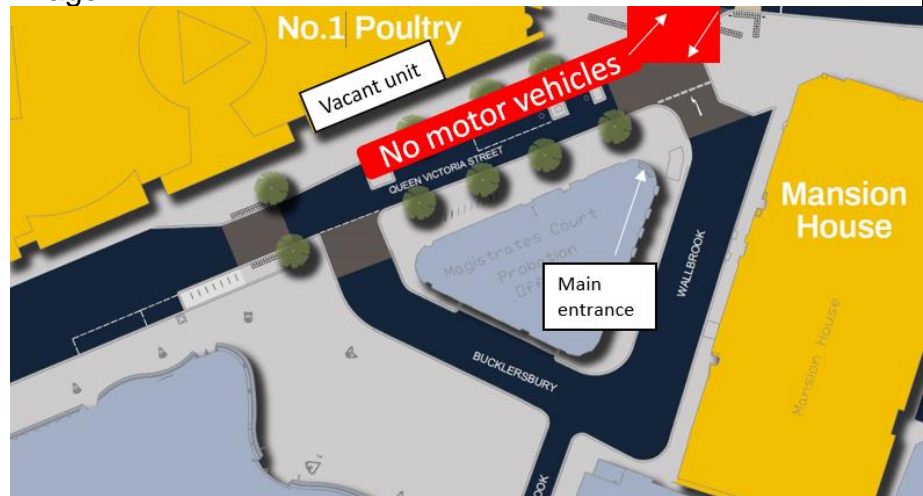 No.1 Poultry
Vacant unit
No motor vehicles
QUEEN VICTORIA STREET
Mansion
House
Magistrates Court
Probation
Main
entrance
WALLBROOK
Mansion House
BUCKLERSBURY
OOK